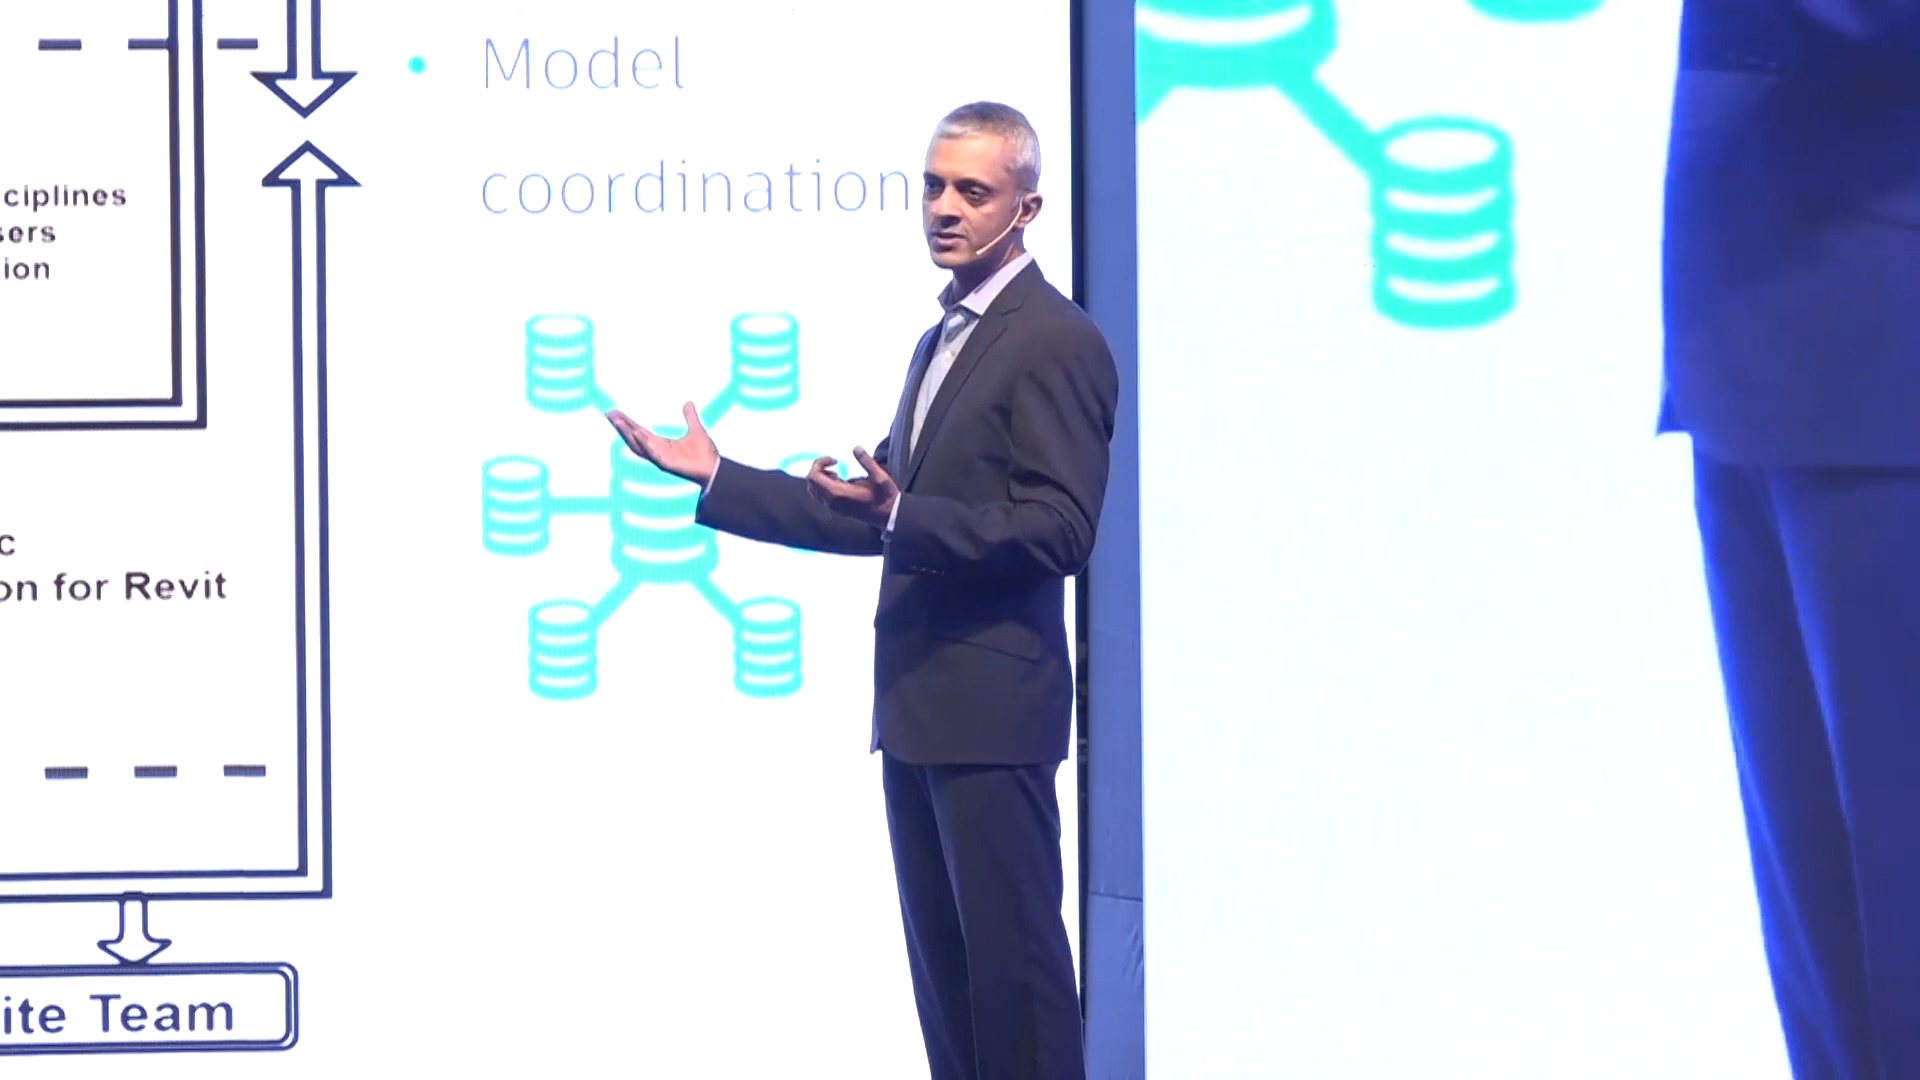 Model
coordination
ciplines
sers
ion
c
on for Revit
ite Team